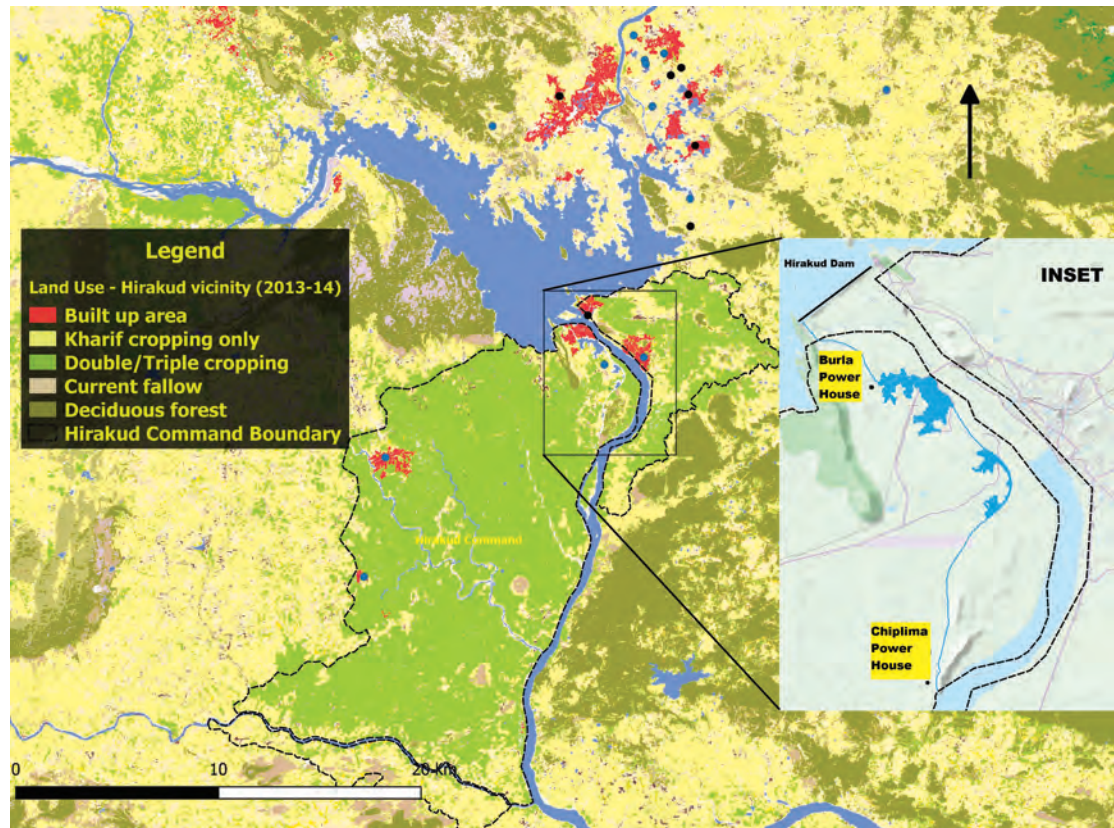 Legend
Land Use - Hirakud vicinity (2013-14)
Built up area
Kharif cropping only
Double/Triple cropping
Current fallow
Deciduous forest
Hirakud Command Boundary
Hirakud Command
Hirakud Dam
INSET
Burla
Power
House
Chiplima
Power
House
0
10
20 km